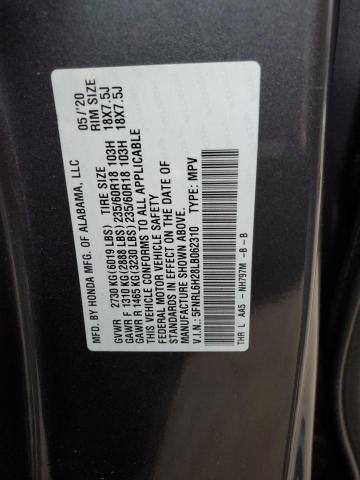 MFD. BY HONDA MFG. OF ALABAMA, LLC 05/'20
TIRE SIZE RIM SIZE
GVWR 2730 KG(6019 LBS)
GAWR F 1310 KG(2888 LBS) 235/60R18 103H 18X7.5J
GAWR R 1465 KG(3230 LBS) 235/60R18 103H 18X7.5J
THIS VEHICLE CONFORMS TO ALL APPLICABLE
FEDERAL MOTOR VEHICLE SAFETY
STANDARDS IN EFFECT ON THE DATE OF
MANUFACTURE SHOWN ABOVE.
V.I.N.: 5FNRL6H28LB062310 TYPE: MPV
THR L AA5 -NH797M -B -B